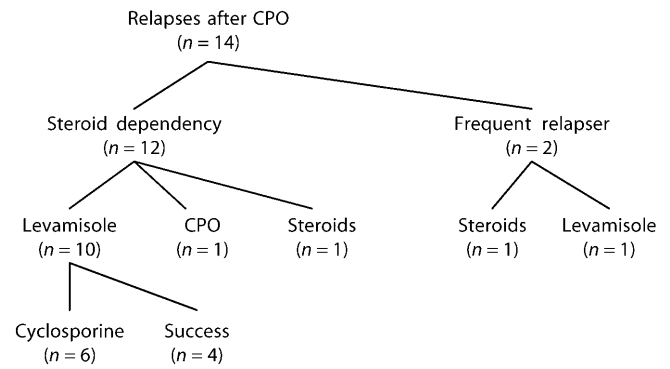 Relapses after CPO
(n = 14)
Steroid dependency
(n = 12)
Frequent relapser
(n = 2)
Levamisole
(n = 10)
CPO
(n = 1)
Steroids
(n = 1)
Steroids
(n = 1)
Levamisole
(n = 1)
Cyclosporine
(n = 6)
Success
(n = 4)